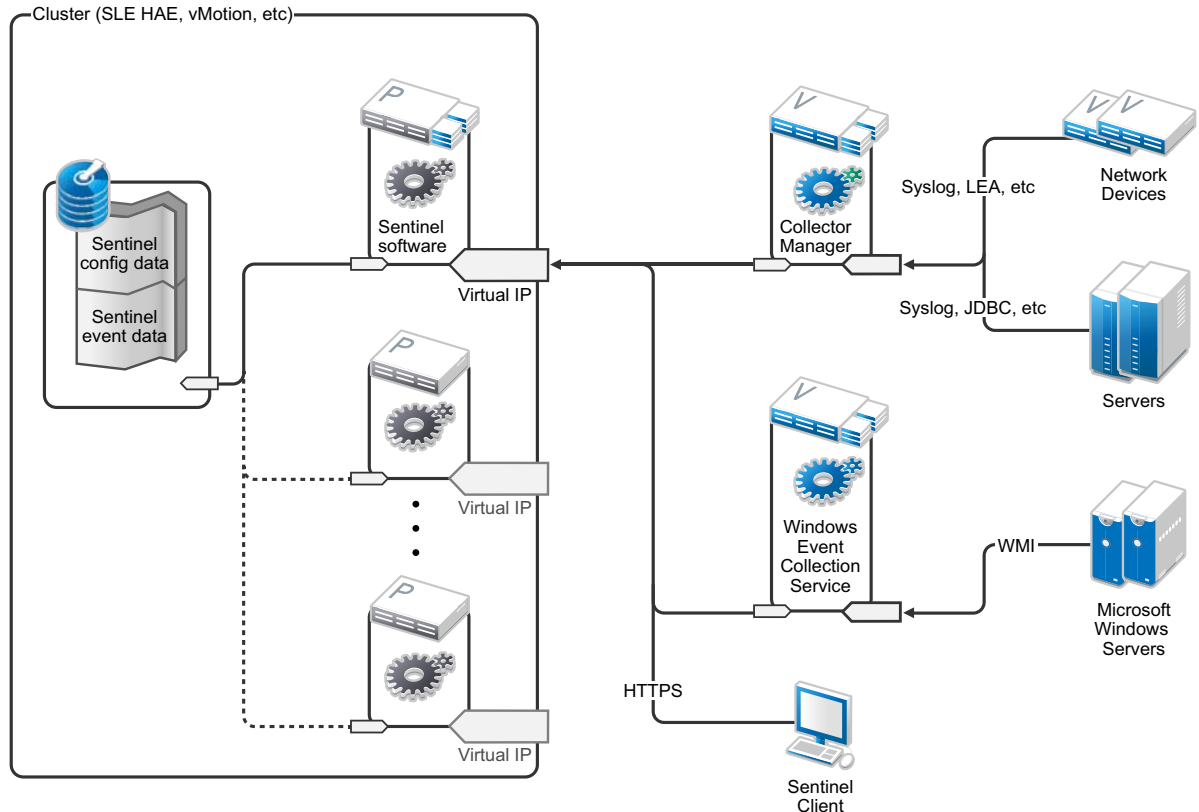 Cluster (SLE HAE, vMotion, etc)
P
Sentinel
software
Virtual IP
Sentinel
config data
Sentinel
event data
P
Virtual IP
P
Virtual IP
V
Collector
Manager
Syslog, LEA, etc
V
V
Network
Devices
Syslog, JDBC, etc
Servers
V
Windows
Event
Collection
Service
WMI
Microsoft
Windows
Servers
HTTPS
Sentinel
Client